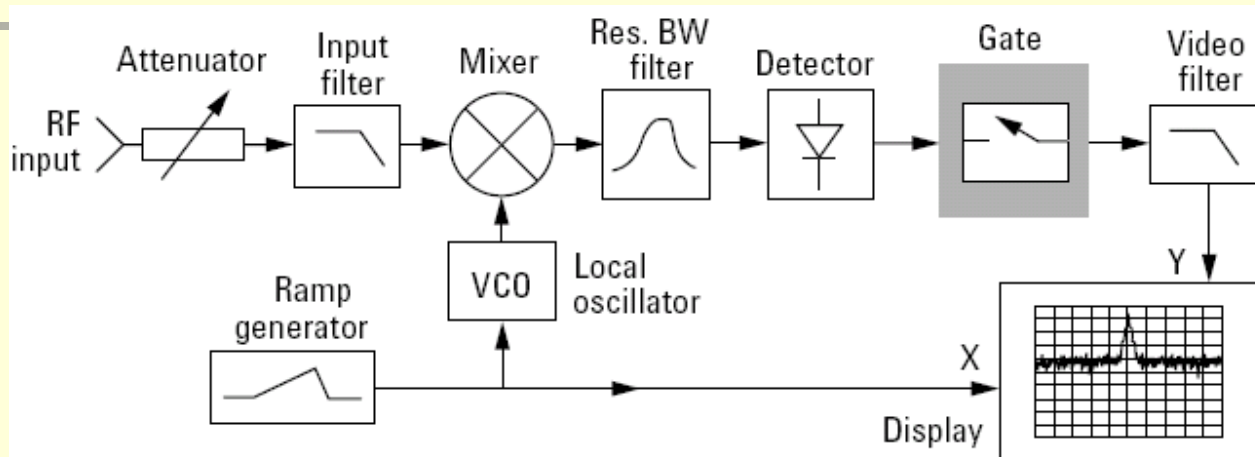 RF
input
Attenuator
Input
filter
Mixer
Res. BW
filter
Detector
Gate
Video
filter
VCO
Local
oscillator
Ramp
generator
X
Y
Display